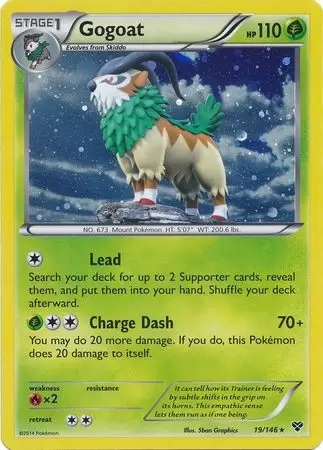 STAGE1
Gogoat
HP 110
Evolves from Skiddo
NO. 673 Mount Pokémon HT: 5'07" WT: 200.6 lbs.
Lead
Search your deck for up to 2 Supporter cards, reveal
them, and put them into your hand. Shuffle your deck
afterward.
Charge Dash 70+
You may do 20 more damage. If you do, this Pokémon
does 20 damage to itself.
weakness
resistance
×2
retreat
It can tell how its Trainer is feeling
by subtle shifts in the grip on
its horns. This empathic sense
lets them run as if one being.
©2014 Pokémon
Illus. 5ban Graphics
19/146 ★
XY